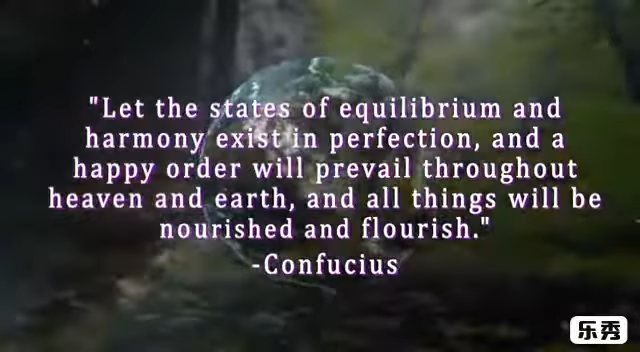 "Let the states of equilibrium and
harmony exist in perfection, and a
happy order will prevail throughout
heaven and earth, and all things will be
nourished and flourish."
-Confucius
乐秀